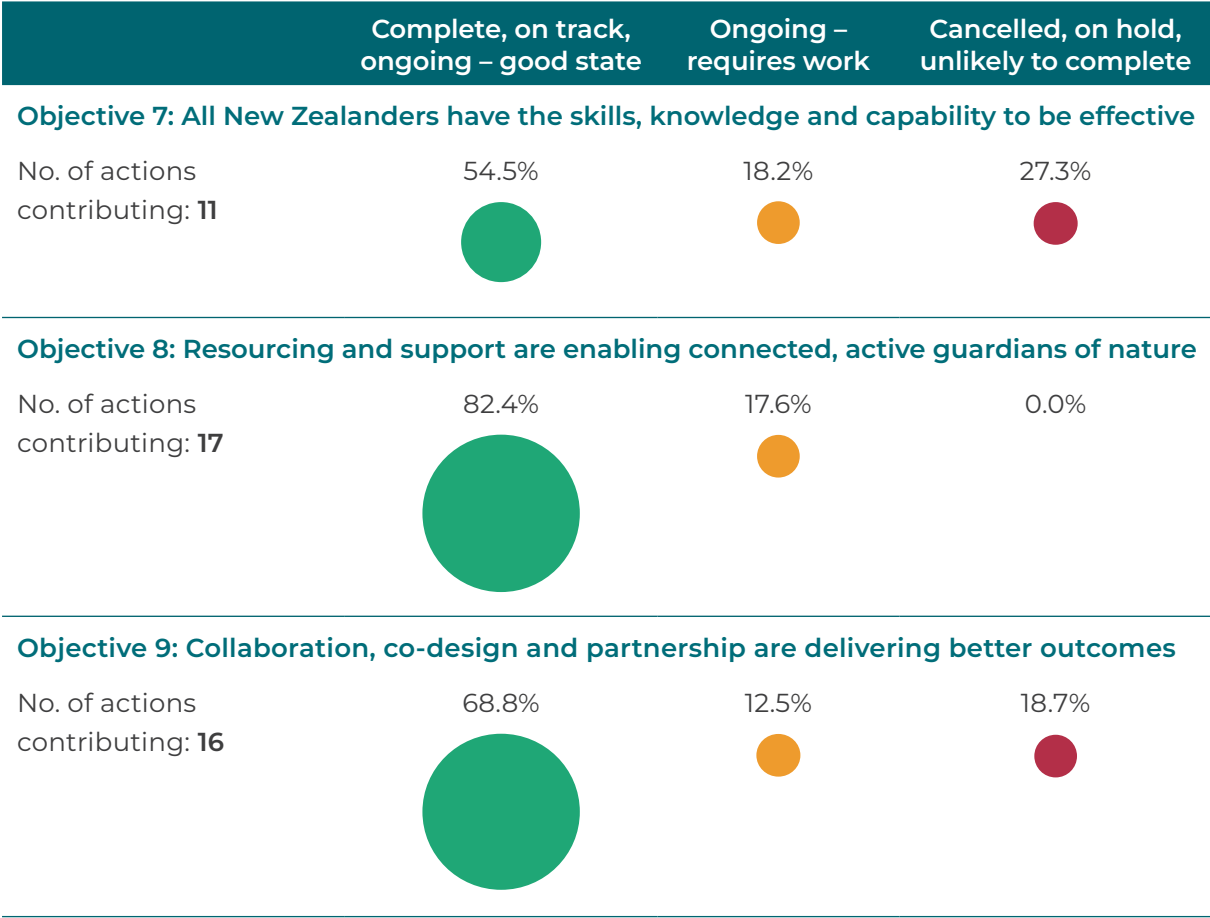 Complete, on track,
ongoing – good state
Ongoing –
requires work
Cancelled, on hold,
unlikely to complete
Objective 7: All New Zealanders have the skills, knowledge and capability to be effective
No. of actions
contributing: 11
54.5%
18.2%
27.3%
Objective 8: Resourcing and support are enabling connected, active guardians of nature
No. of actions
contributing: 17
82.4%
17.6%
0.0%
Objective 9: Collaboration, co-design and partnership are delivering better outcomes
No. of actions
contributing: 16
68.8%
12.5%
18.7%